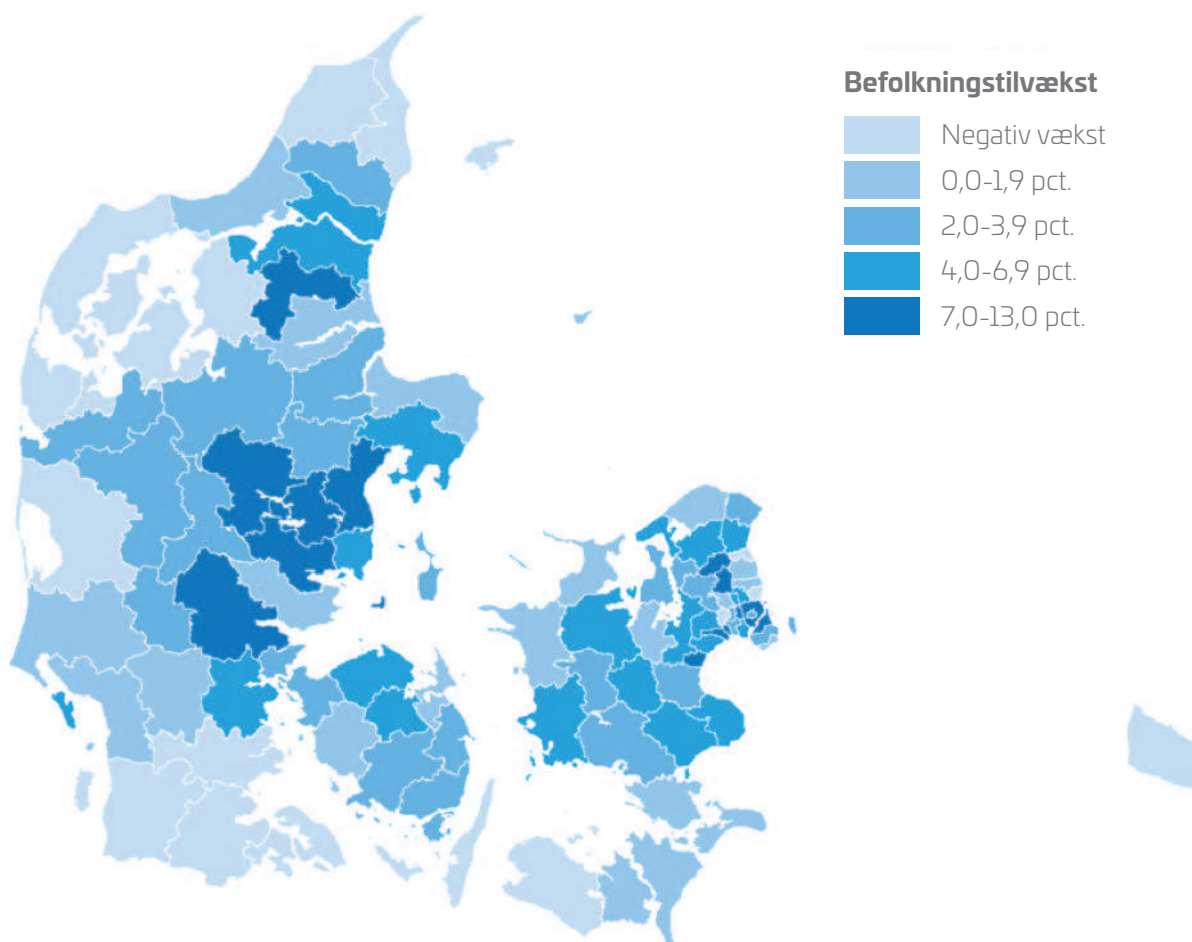 Befolkningstilvækst
Negativ vækst
0,0-1,9 pct.
2,0-3,9 pct.
4,0-6,9 pct.
7,0-13,0 pct.